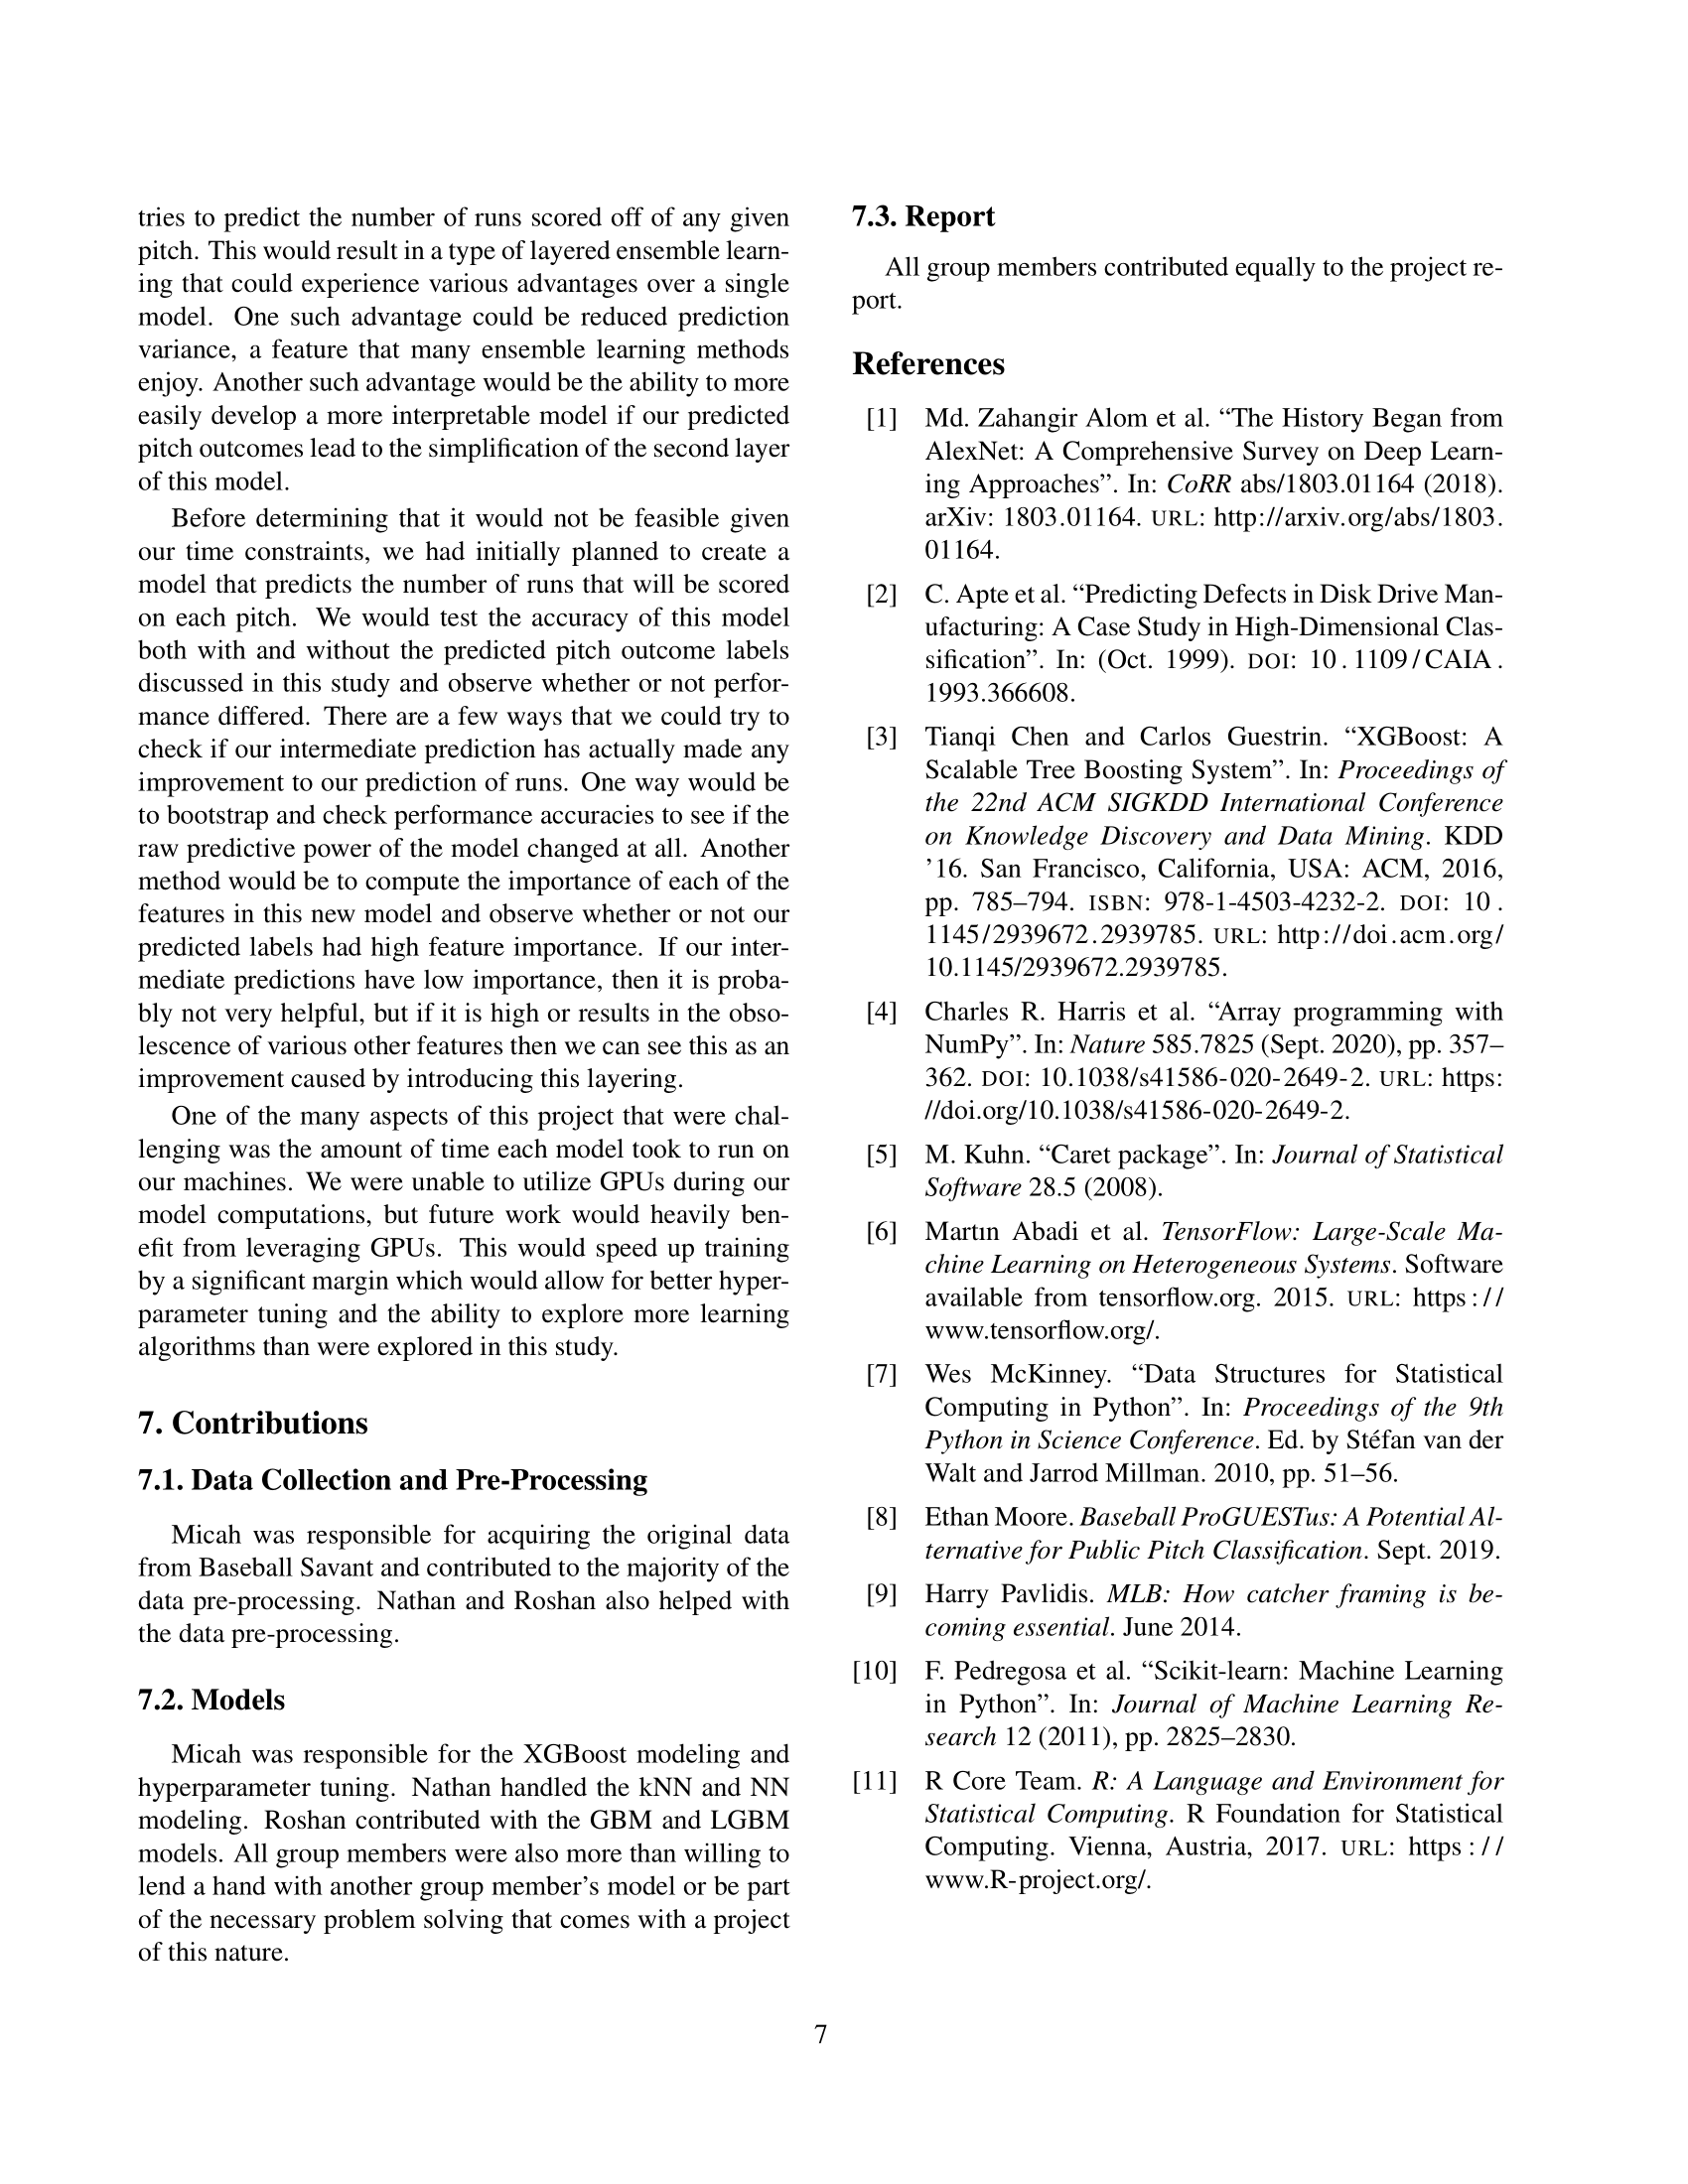 tries to predict the number of runs scored off of any given
pitch. This would result in a type of layered ensemble learn-
ing that could experience various advantages over a single
model. One such advantage could be reduced prediction
variance, a feature that many ensemble learning methods
enjoy. Another such advantage would be the ability to more
easily develop a more interpretable model if our predicted
pitch outcomes lead to the simplification of the second layer
of this model.
Before determining that it would not be feasible given
our time constraints, we had initially planned to create a
model that predicts the number of runs that will be scored
on each pitch. We would test the accuracy of this model
both with and without the predicted pitch outcome labels
discussed in this study and observe whether or not perfor-
mance differed. There are a few ways that we could try to
check if our intermediate prediction has actually made any
improvement to our prediction of runs. One way would be
to bootstrap and check performance accuracies to see if the
raw predictive power of the model changed at all. Another
method would be to compute the importance of each of the
features in this new model and observe whether or not our
predicted labels had high feature importance. If our inter-
mediate predictions have low importance, then it is proba-
bly not very helpful, but if it is high or results in the obso-
lescence of various other features then we can see this as an
improvement caused by introducing this layering.
One of the many aspects of this project that were chal-
lenging was the amount of time each model took to run on
our machines. We were unable to utilize GPUs during our
model computations, but future work would heavily ben-
efit from leveraging GPUs. This would speed up training
by a significant margin which would allow for better hyper-
parameter tuning and the ability to explore more learning
algorithms than were explored in this study.
7. Contributions
7.1. Data Collection and Pre-Processing
Micah was responsible for acquiring the original data
from Baseball Savant and contributed to the majority of the
data pre-processing. Nathan and Roshan also helped with
the data pre-processing.
7.2. Models
Micah was responsible for the XGBoost modeling and
hyperparameter tuning. Nathan handled the kNN and NN
modeling. Roshan contributed with the GBM and LGBM
models. All group members were also more than willing to
lend a hand with another group member's model or be part
of the necessary problem solving that comes with a project
of this nature.
7.3. Report
All group members contributed equally to the project re-
port.
References
[1] Md. Zahangir Alom et al. “The History Began from
AlexNet: A Comprehensive Survey on Deep Learn-
ing Approaches”. In: CoRR abs/1803.01164 (2018).
arXiv: 1803.01164. URL: http://arxiv.org/abs/1803.
01164.
[2] C. Apte et al. “Predicting Defects in Disk Drive Man-
ufacturing: A Case Study in High-Dimensional Clas-
sification”. In: (Oct. 1999). DOI: 10 . 1109 / CAIA .
1993.366608.
[3] Tianqi Chen and Carlos Guestrin. “XGBoost: A
Scalable Tree Boosting System”. In: Proceedings of
the 22nd ACM SIGKDD International Conference
on Knowledge Discovery and Data Mining. KDD
’16. San Francisco, California, USA: ACM, 2016,
pp. 785–794. ISBN: 978-1-4503-4232-2. DOI: 10 .
1145/2939672.2939785. URL: http://doi.acm.org/
10.1145/2939672.2939785.
[4] Charles R. Harris et al. “Array programming with
NumPy”. In: Nature 585.7825 (Sept. 2020), pp. 357–
362. DOI: 10.1038/s41586-020-2649-2. URL: https:
//doi.org/10.1038/s41586-020-2649-2.
[5] M. Kuhn. “Caret package”. In: Journal of Statistical
Software 28.5 (2008).
[6] Martın Abadi et al. TensorFlow: Large-Scale Ma-
chine Learning on Heterogeneous Systems. Software
available from tensorflow.org. 2015. URL: https : / /
www.tensorflow.org/.
[7] Wes McKinney. “Data Structures for Statistical
Computing in Python”. In: Proceedings of the 9th
Python in Science Conference. Ed. by Stéfan van der
Walt and Jarrod Millman. 2010, pp. 51–56.
[8] Ethan Moore. Baseball ProGUESTus: A Potential Al-
ternative for Public Pitch Classification. Sept. 2019.
[9] Harry Pavlidis. MLB: How catcher framing is be-
coming essential. June 2014.
[10] F. Pedregosa et al. “Scikit-learn: Machine Learning
in Python”. In: Journal of Machine Learning Re-
search 12 (2011), pp. 2825–2830.
[11] R Core Team. R: A Language and Environment for
Statistical Computing. R Foundation for Statistical
Computing. Vienna, Austria, 2017. URL: https : / /
www.R-project.org/.
7